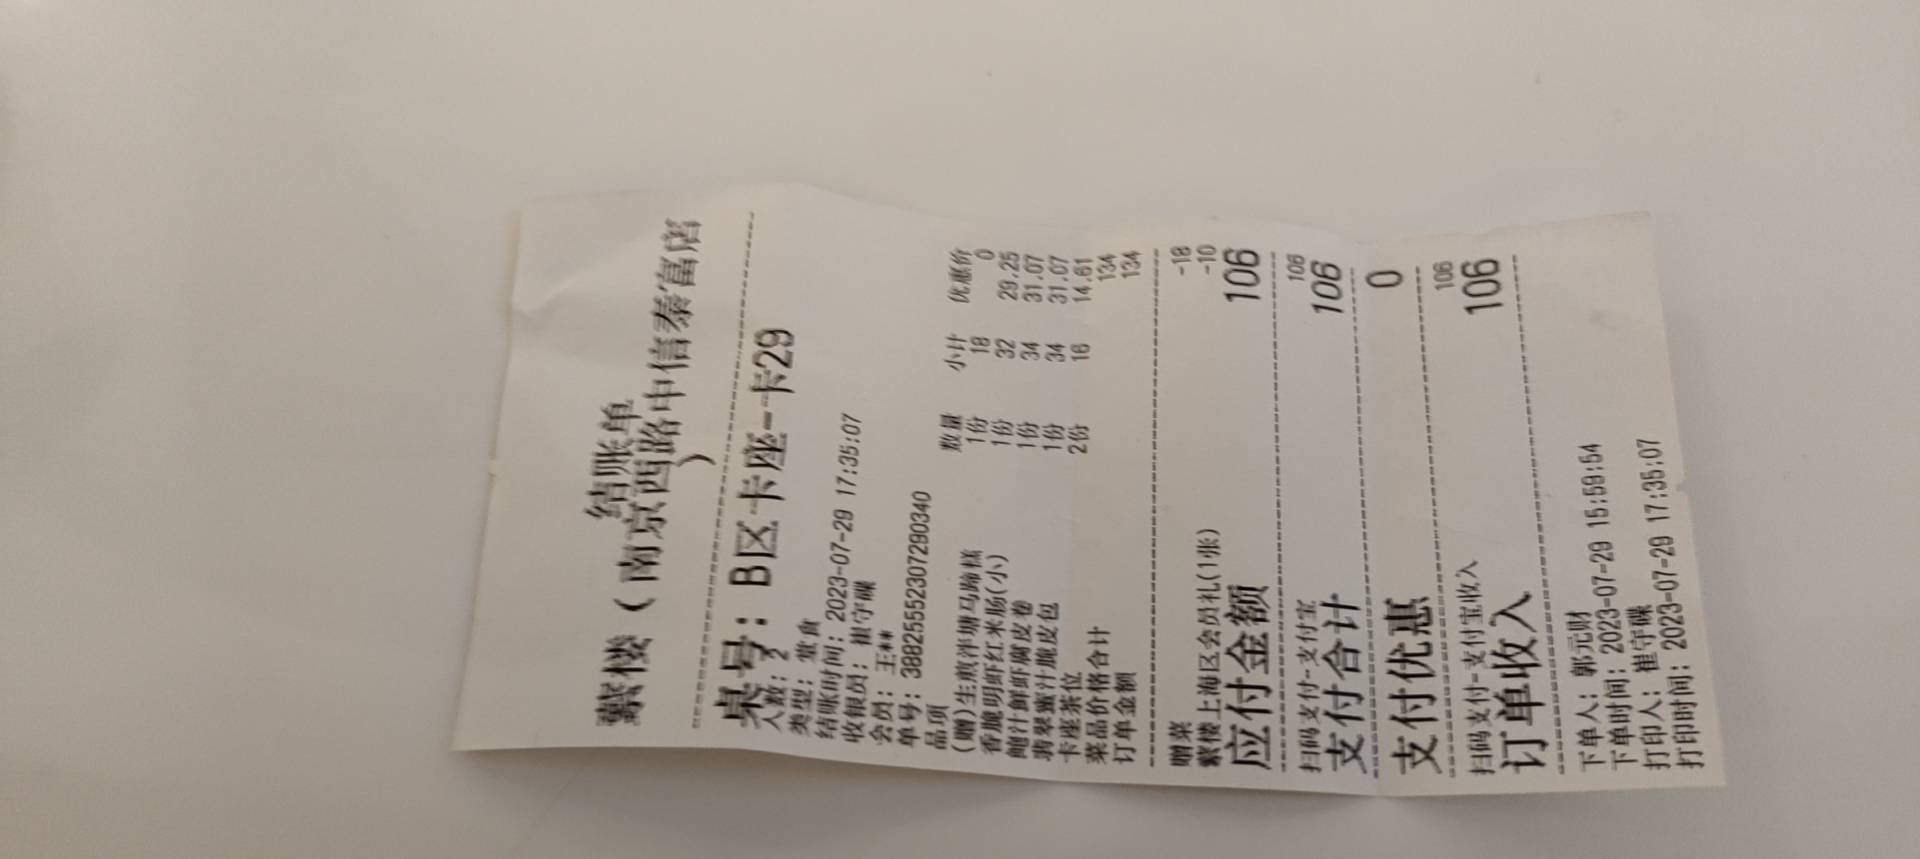 结账单
紫楼(南京西路中信泰富店
)
桌号:B区卡座-卡29
人数:2
类型:堂食
结账时间:2023-07-29 17:35:07
收银员:崔守碟
会员:王**
单号:3882555230729034​0
品项 数量 小计 优惠价
(赠)生煎泮塘马蹄糕 1份 18 0
香脆明虾红米肠(小) 1份 32 29.25
鲍汁鲜虾腐皮卷 1份 34 31.07
翡翠蜜汁脆皮包 1份 34 31.07
卡座茶位 2份 16 14.61
菜品价格合计 134
订单金额 134
赠菜 -18
紫楼上海区会员礼(1张) -10
应付金额 106
扫码支付-支付宝 106
支付合计 106
支付优惠 0
扫码支付-支付宝收入 106
订单收入 106
下单人:郭元财
下单时间:2023-07-29 15:59:54
打印人:崔守碟
打印时间:2023-07-29 17:35:07